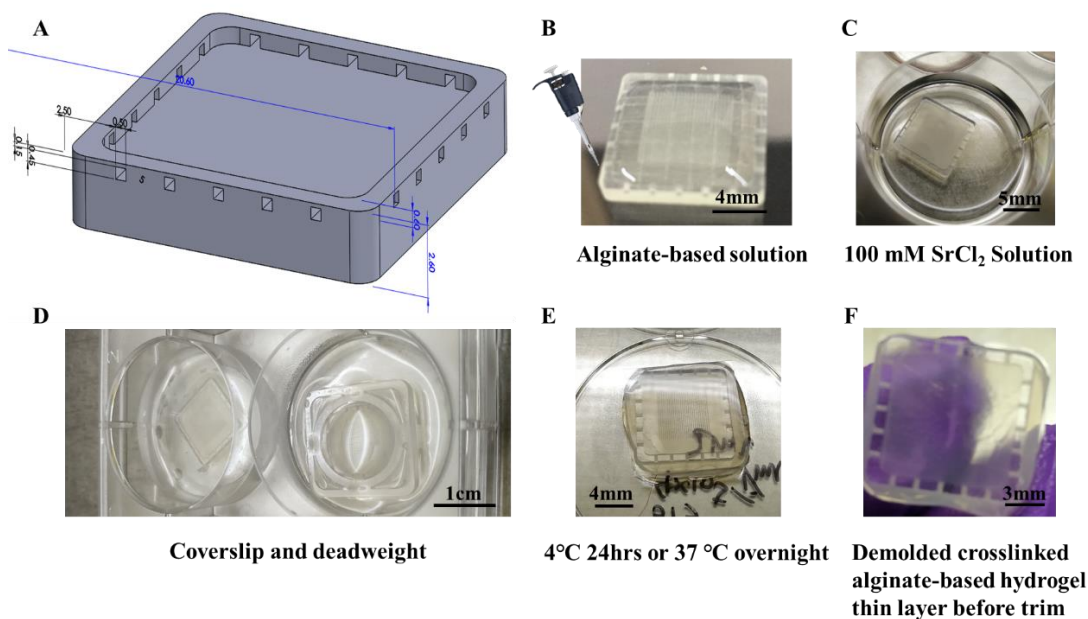 A
B
C
20.60
2.50
0.50
0.15
0.45
5
0.60
2.60
4mm
5mm
Alginate-based solution
100 mM SrCl₂ Solution
D
E
F
1cm
4mm
3mm
Coverslip and deadweight
4°C 24hrs or 37 °C overnight
Demolded crosslinked
alginate-based hydrogel
thin layer before trim